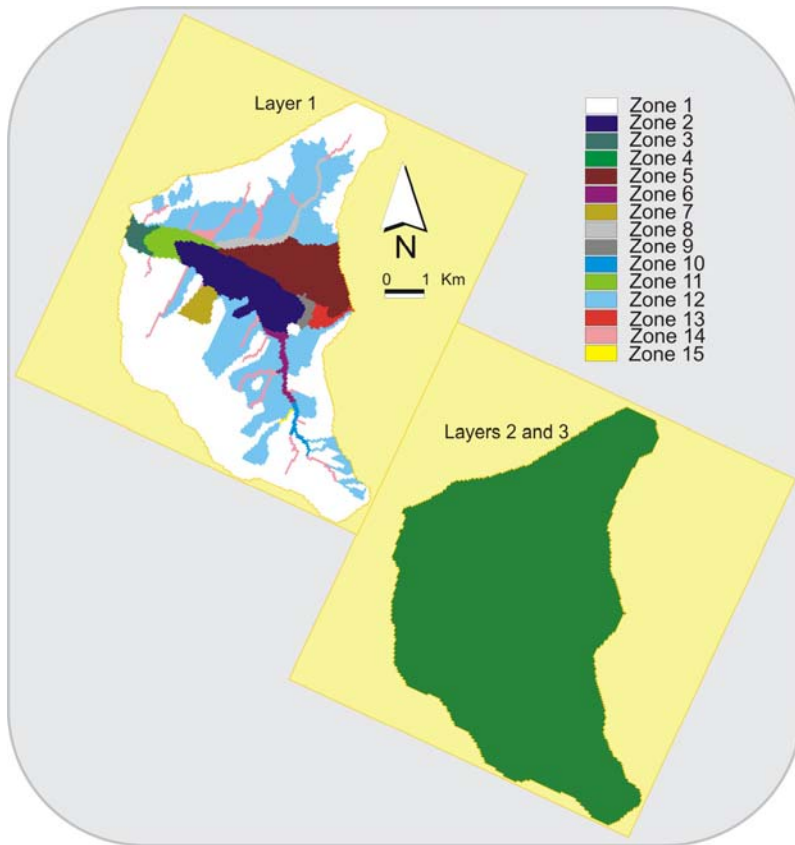 Layer 1
Zone 1
Zone 2
Zone 3
Zone 4
Zone 5
Zone 6
Zone 7
Zone 8
Zone 9
Zone 10
Zone 11
Zone 12
Zone 13
Zone 14
Zone 15
N
0 1 Km
Layers 2 and 3